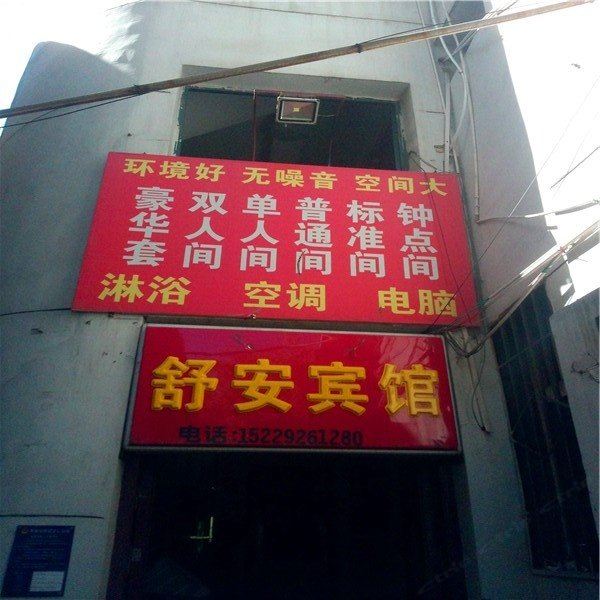 环境好 无噪音 空间大
豪华套
双人间
单人间
普通间
标准间
钟点间
淋浴 空调 电脑
舒安宾馆
电话:15229261280